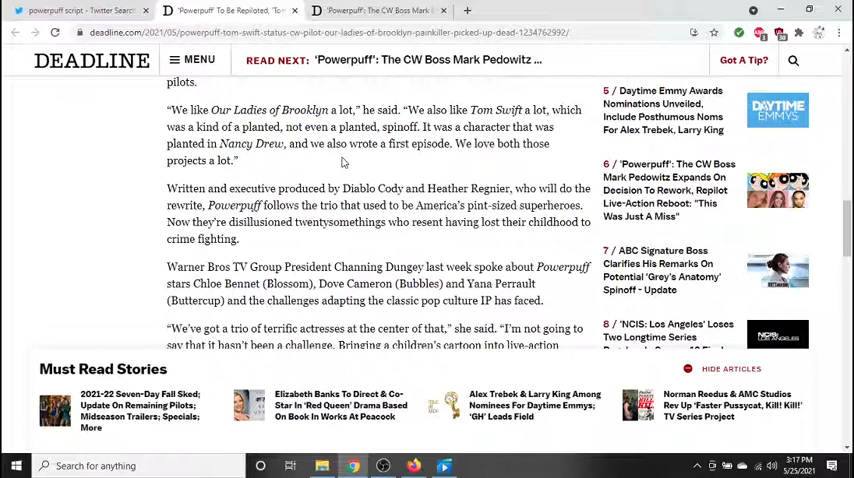 powerpuff script - Twitter Search
'Powerpuff' To Be Repiloted, 'Tom
'Powerpuff': The CW Boss Mark
deadline.com/2021/05/powerpuff-tom-swift-status-cw-pilot-our-ladies-of-brooklyn-painkiller-picked-up-dead-1234762992/
DEADLINE
MENU
READ NEXT: 'Powerpuff': The CW Boss Mark Pedowitz ...
Got A Tip?
pilots.
"We like Our Ladies of Brooklyn a lot," he said. "We also like Tom Swift a lot, which
was a kind of a planted, not even a planted, spinoff. It was a character that was
planted in Nancy Drew, and we also wrote a first episode. We love both those
projects a lot."
Written and executive produced by Diablo Cody and Heather Regnier, who will do the
rewrite, Powerpuff follows the trio that used to be America's pint-sized superheroes.
Now they're disillusioned twentysomethings who resent having lost their childhood to
crime fighting.
Warner Bros TV Group President Channing Dungey last week spoke about Powerpuff
stars Chloe Bennet (Blossom), Dove Cameron (Bubbles) and Yana Perrault
(Buttercup) and the challenges adapting the classic pop culture IP has faced.
"We've got a trio of terrific actresses at the center of that," she said. "I'm not going to
say that it hasn't been a challenge. Bringing a children's cartoon into live-action
5 / Daytime Emmy Awards
Nominations Unveiled,
Include Posthumous Noms
For Alex Trebek, Larry King
DAYTIME
EMMYS
6 / 'Powerpuff': The CW Boss
Mark Pedowitz Expands On
Decision To Rework, Repilot
Live-Action Reboot: "This
Was Just A Miss"
7 / ABC Signature Boss
Clarifies His Remarks On
Potential 'Grey's Anatomy'
Spinoff - Update
8 / 'NCIS: Los Angeles' Loses
Two Longtime Series
NCIS
Must Read Stories
HIDE ARTICLES
2021-22 Seven-Day Fall Sked;
Update On Remaining Pilots;
Midseason Trailers; Specials;
More
Elizabeth Banks To Direct & Co-
Star In 'Red Queen' Drama Based
On Book In Works At Peacock
Alex Trebek & Larry King Among
Nominees For Daytime Emmys;
'GH' Leads Field
Norman Reedus & AMC Studios
Rev Up 'Faster Pussycat, Kill! Kill!'
TV Series Project
Search for anything
3:17 PM
5/25/2021